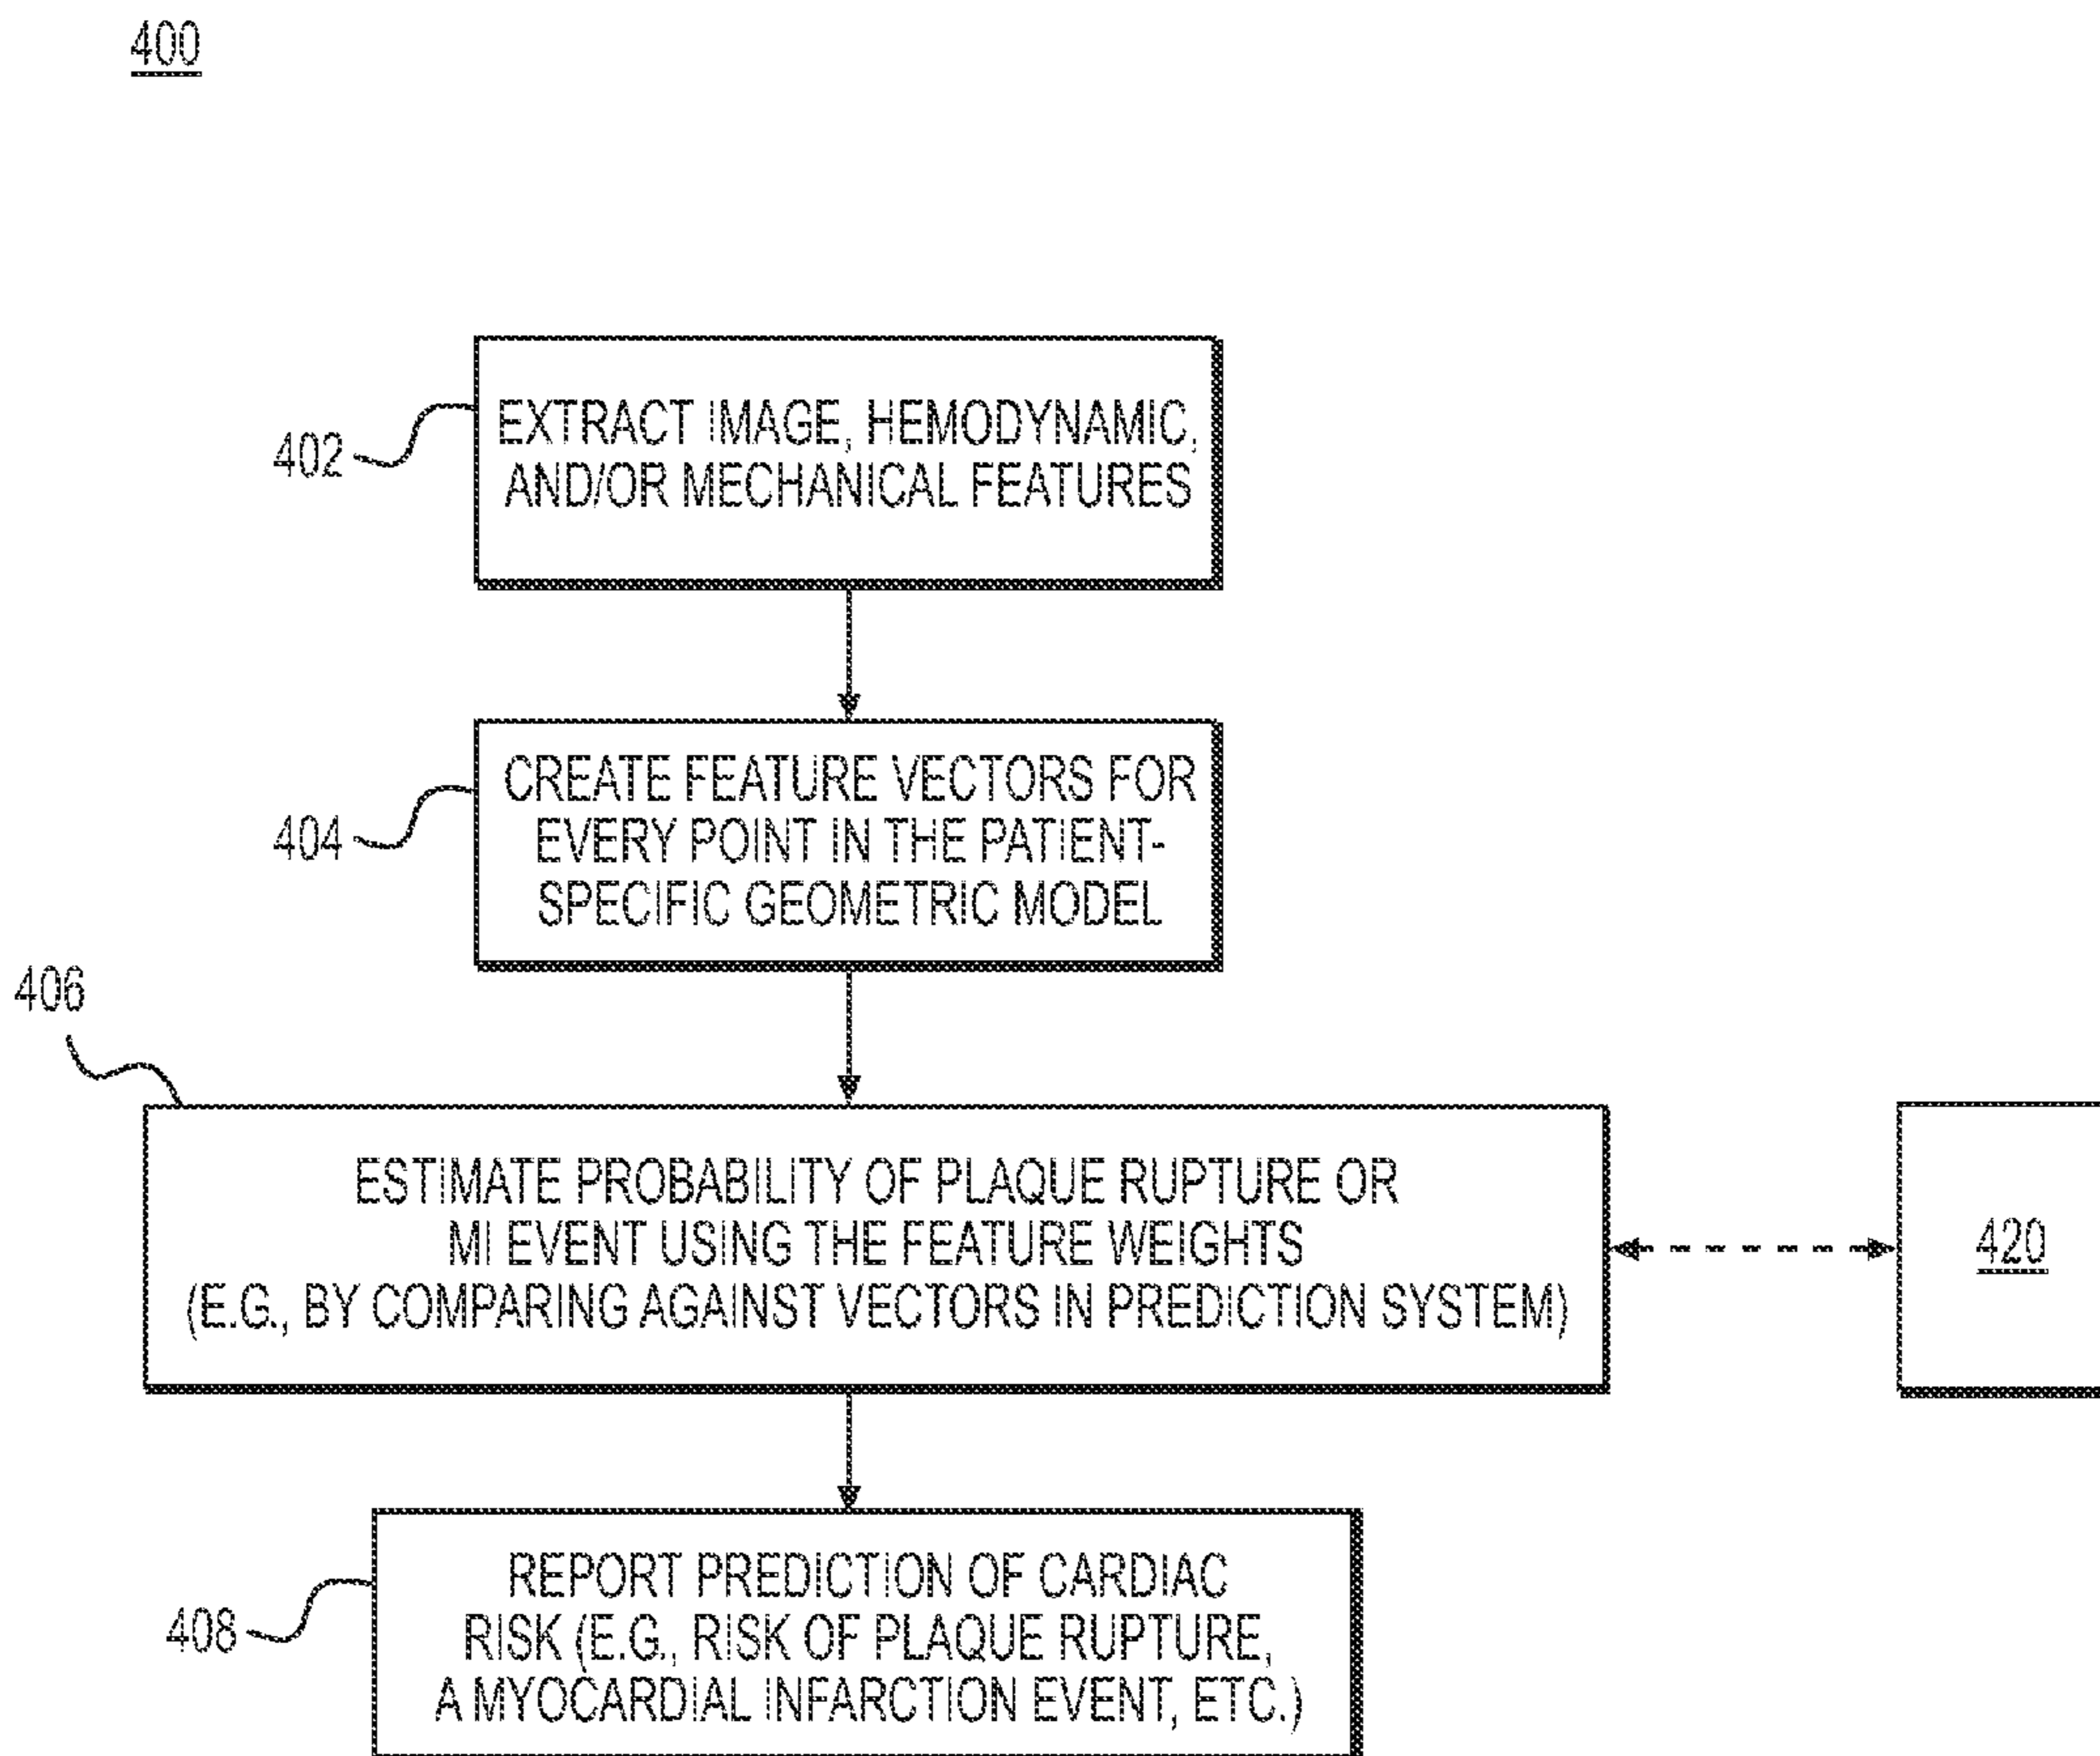 400
402
EXTRACT IMAGE, HEMODYNAMIC,
AND/OR MECHANICAL FEATURES
404
CREATE FEATURE VECTORS FOR
EVERY POINT IN THE PATIENT-
SPECIFIC GEOMETRIC MODEL
406
ESTIMATE PROBABILITY OF PLAQUE RUPTURE OR
MI EVENT USING THE FEATURE WEIGHTS
(E.G., BY COMPARING AGAINST VECTORS IN PREDICTION SYSTEM)
420
408
REPORT PREDICTION OF CARDIAC
RISK (E.G., RISK OF PLAQUE RUPTURE,
A MYOCARDIAL INFARCTION EVENT, ETC.)